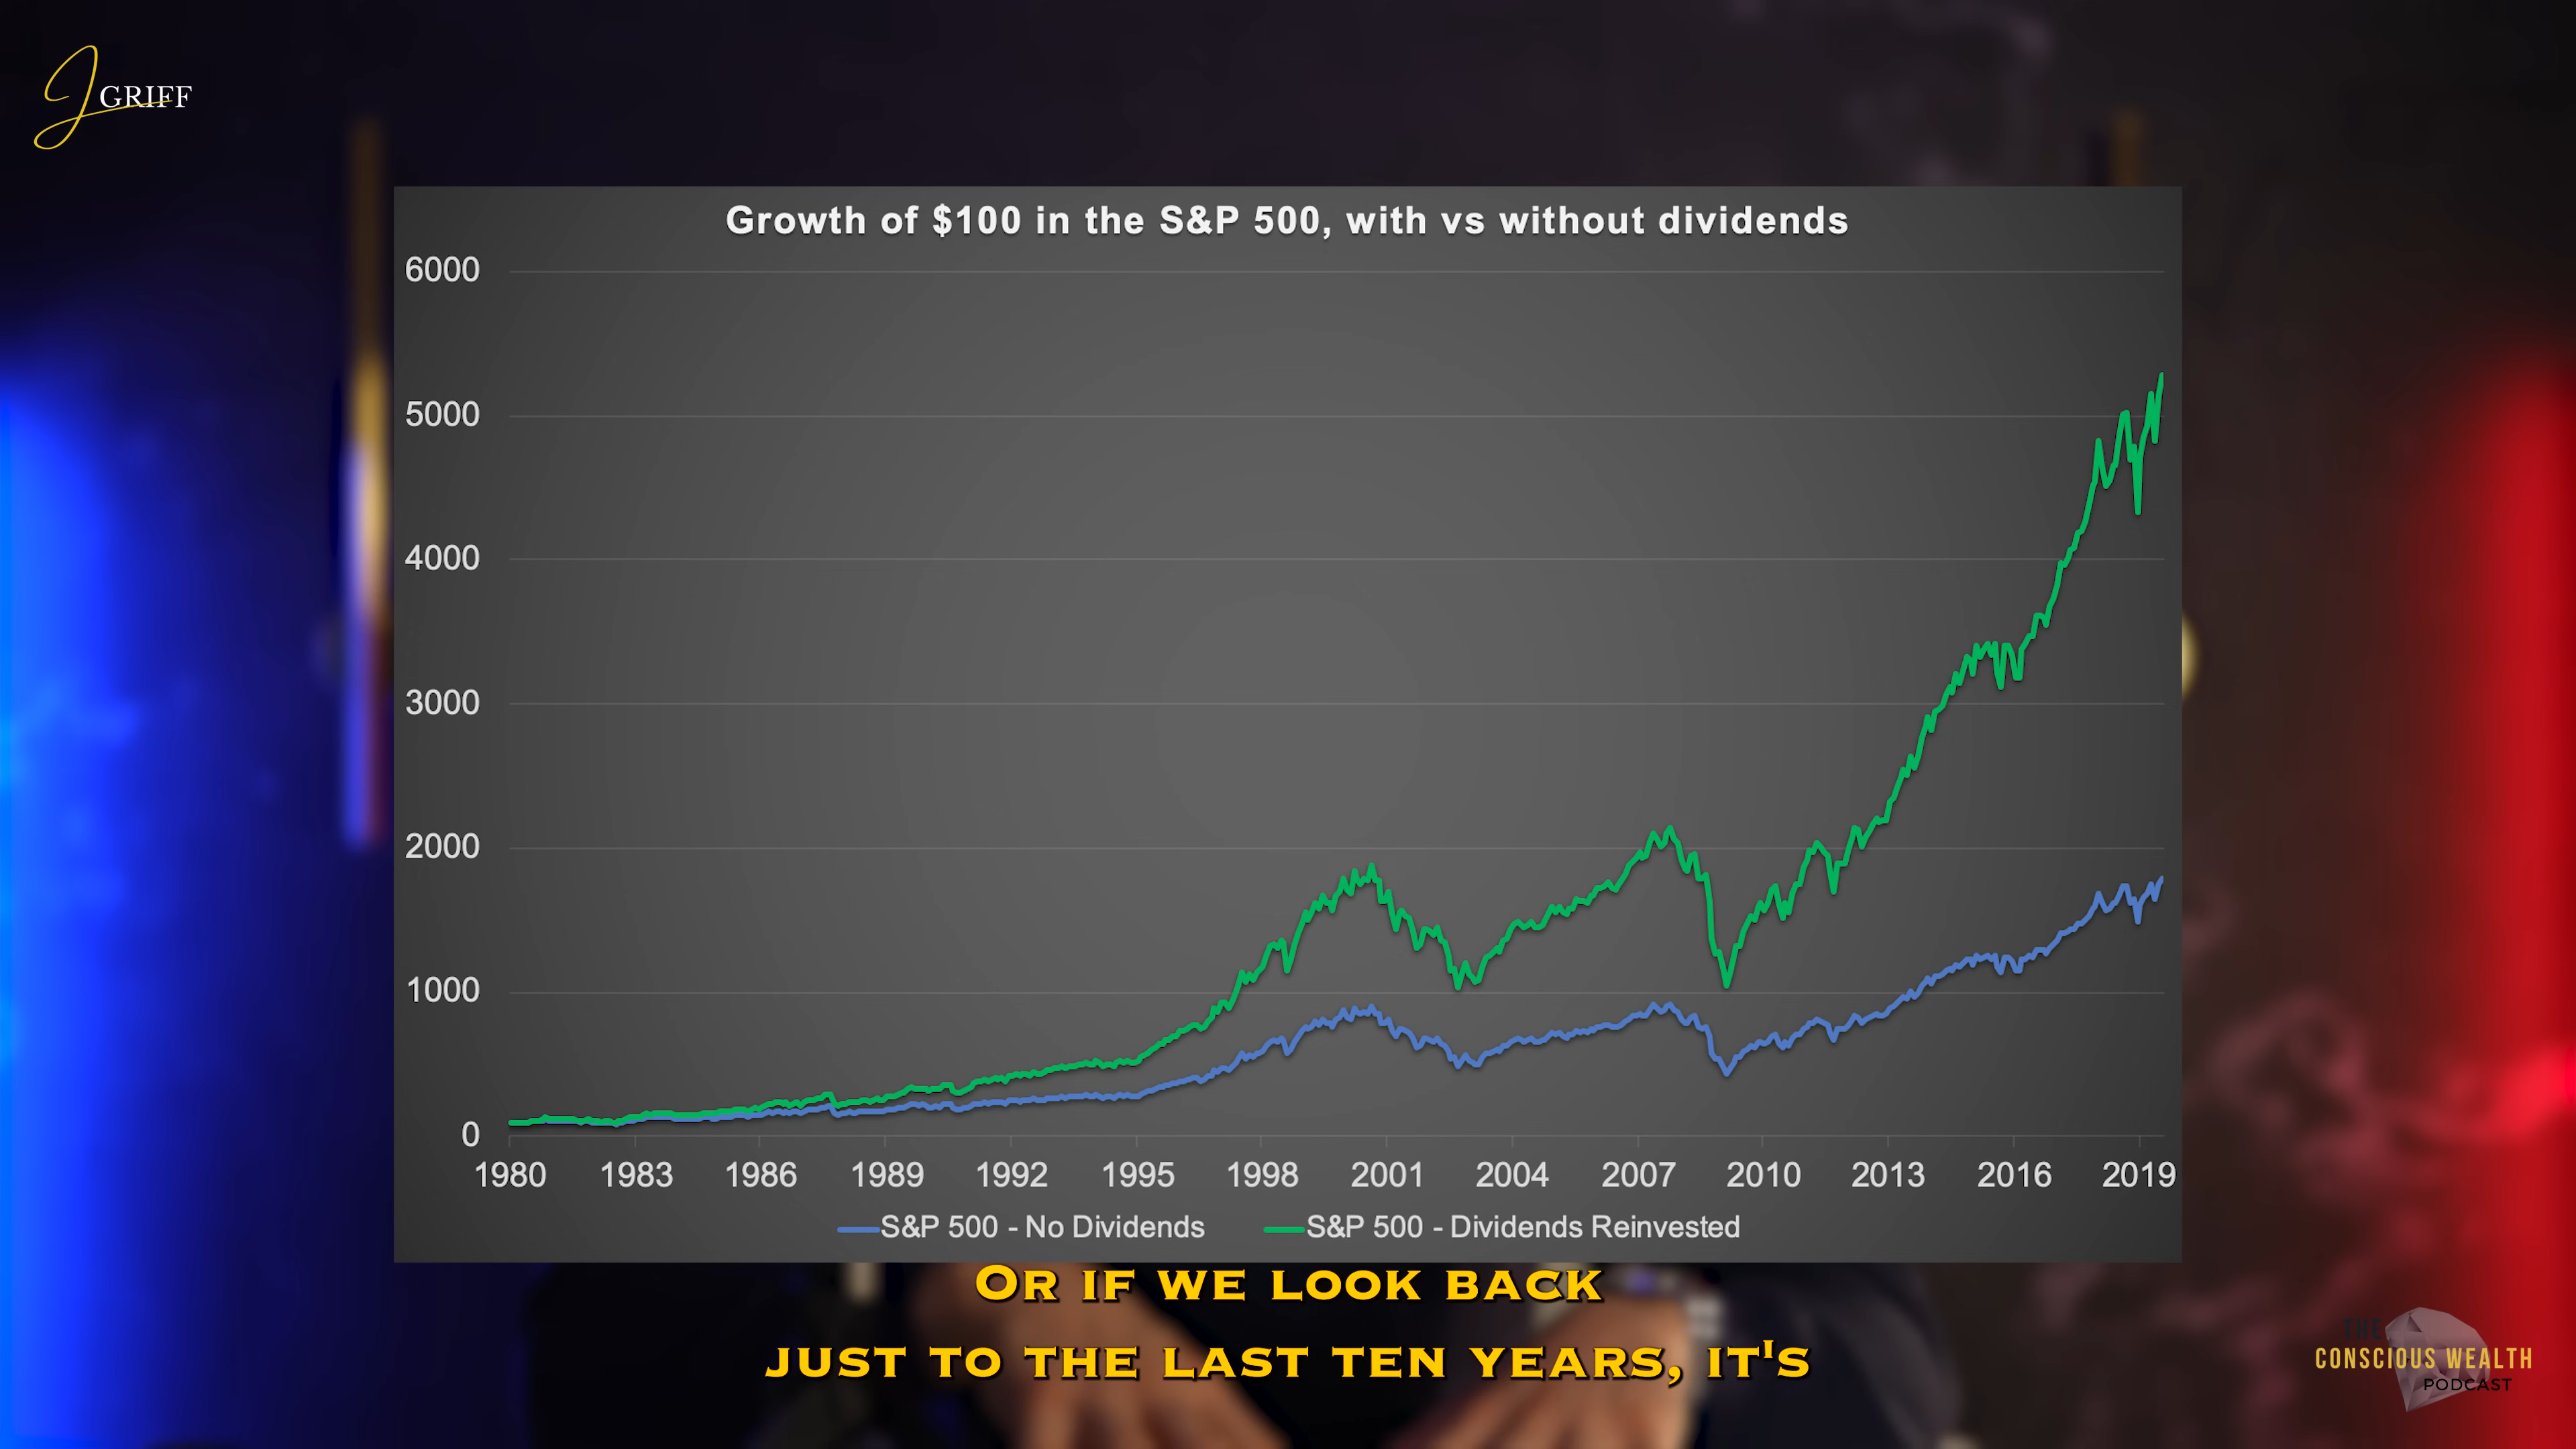 J GRIFF
Growth of $100 in the S&P 500, with vs without dividends
6000
5000
4000
3000
2000
1000
0
1980 1983 1986 1989 1992 1995 1998 2001 2004 2007 2010 2013 2016 2019
S&P 500 - No Dividends S&P 500 - Dividends Reinvested
OR IF WE LOOK BACK
JUST TO THE LAST TEN YEARS, IT'S
THE
CONSCIOUS WEALTH
PODCAST